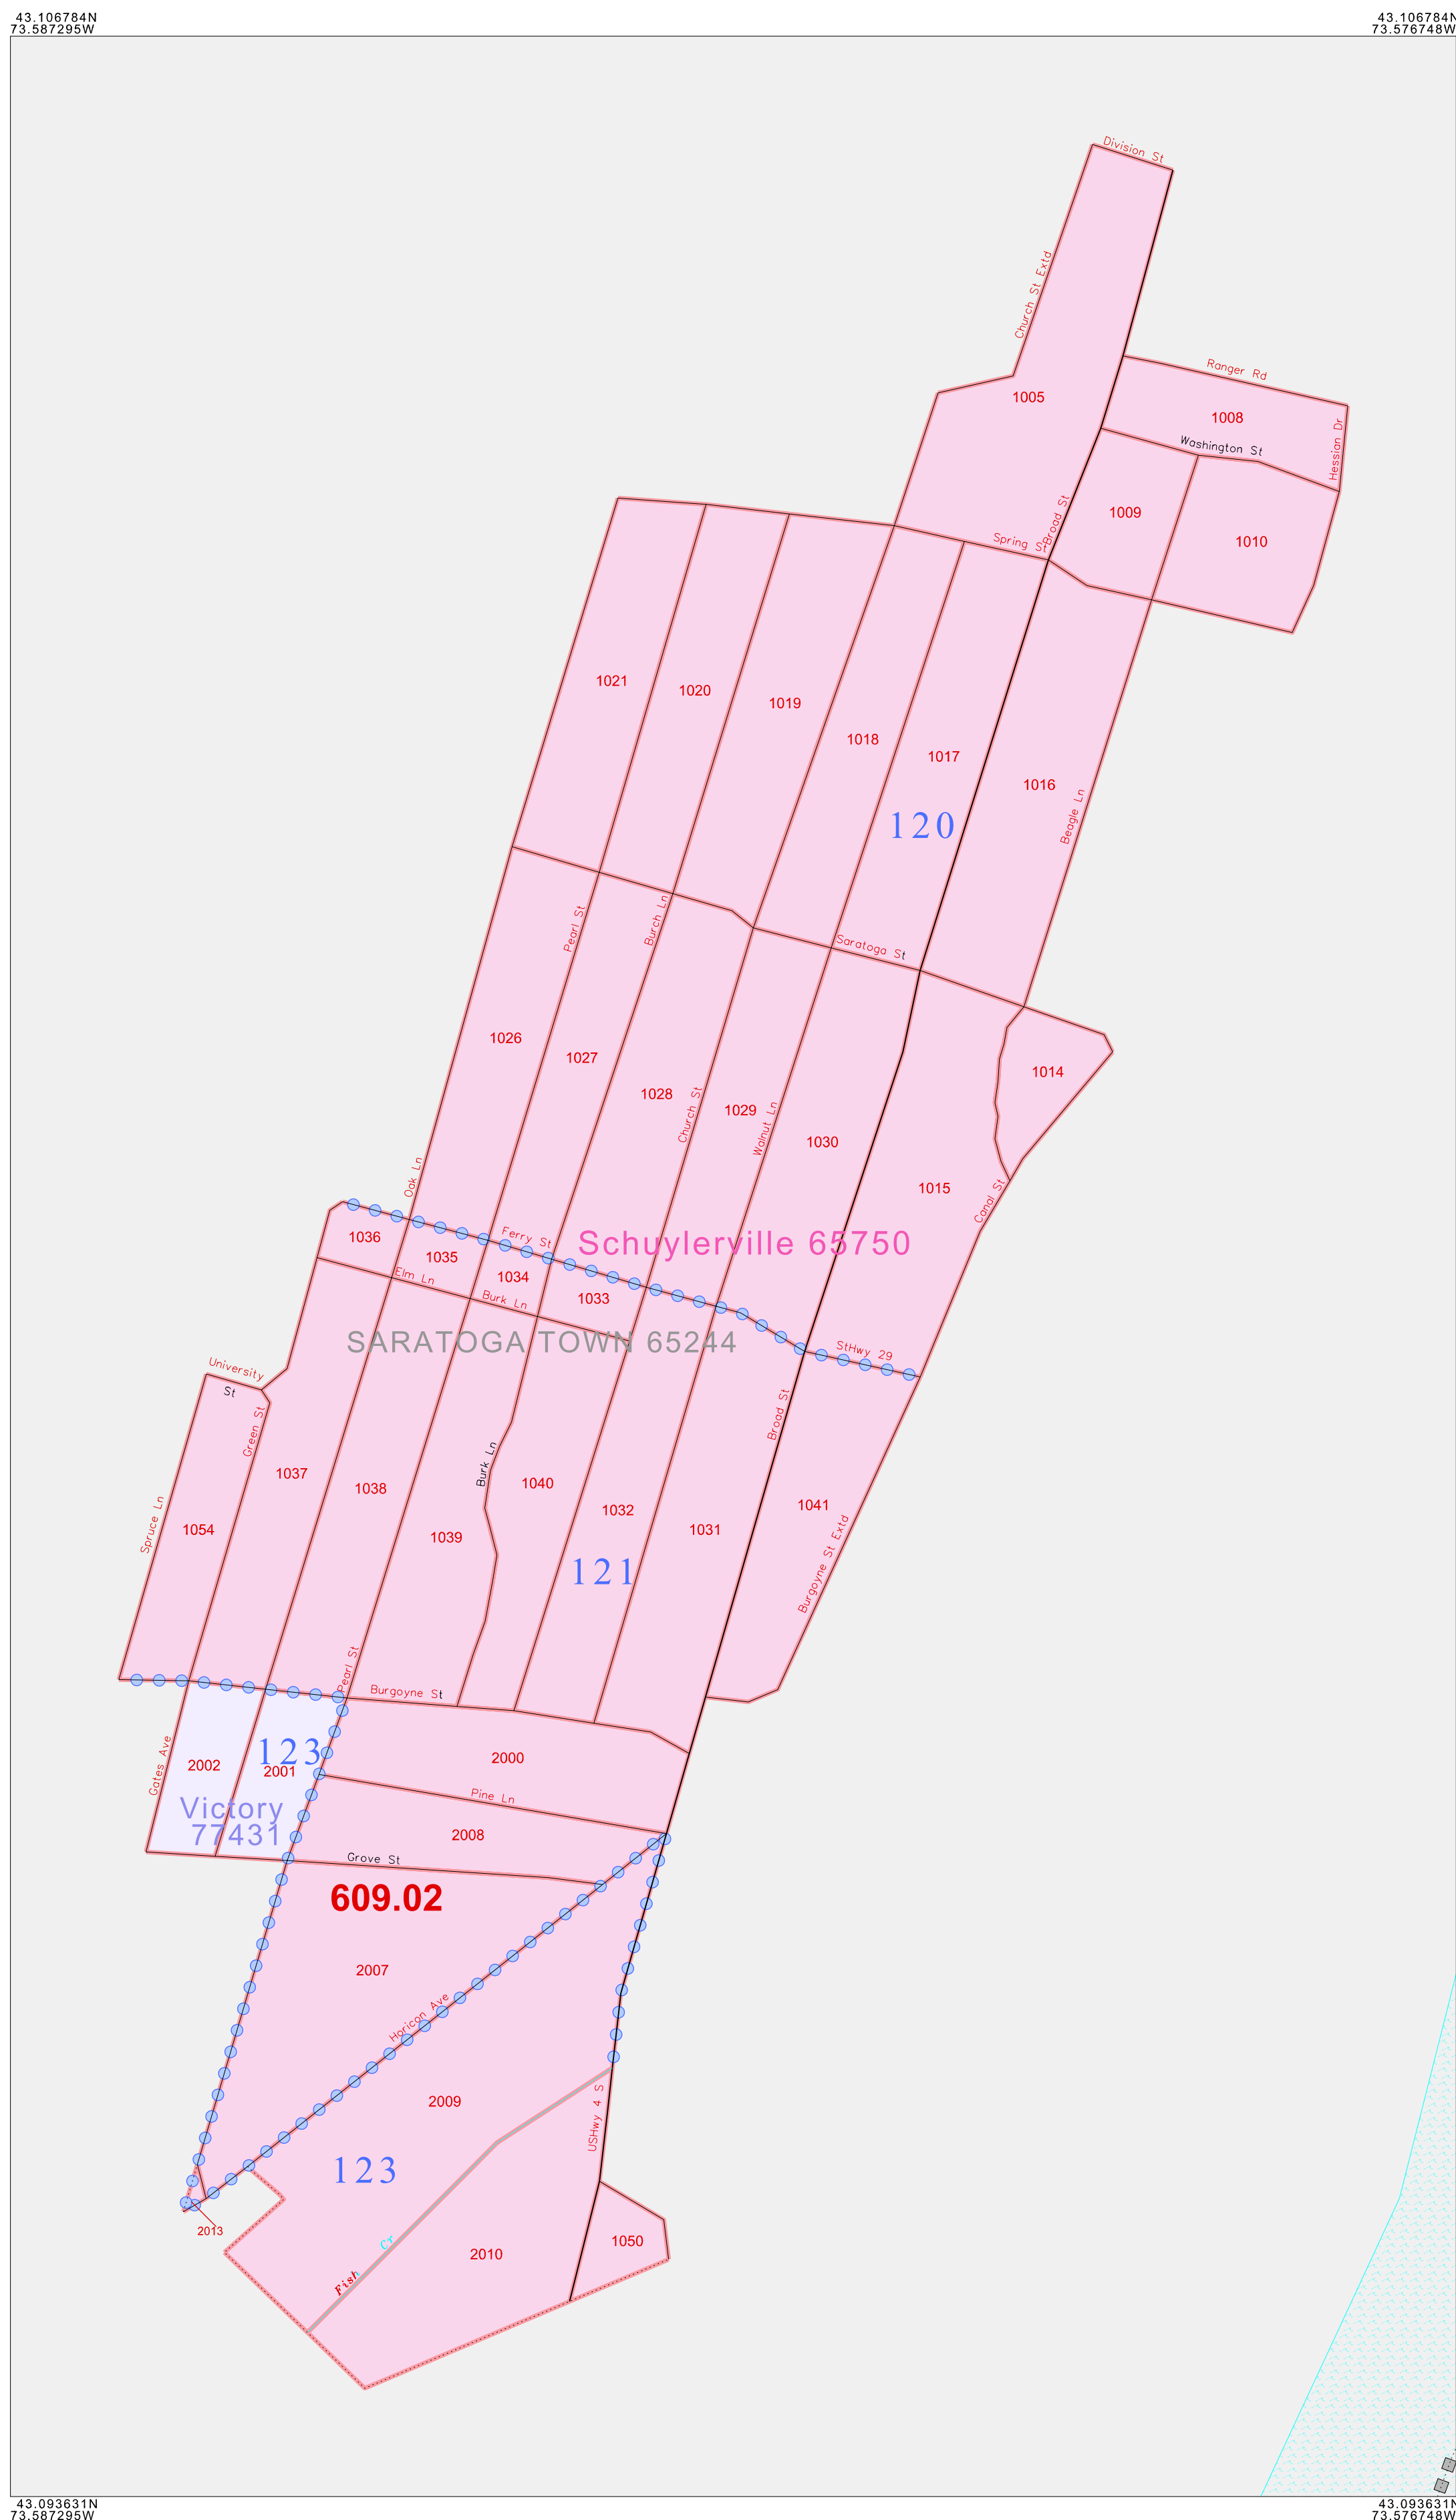 43.106784N
73.587295W
43.106784N
73.576748W
Division St
Church St Extd
Ranger Rd
1005
1008
Hessian Dr
Washington St
Broad St
1009
Spring St
1010
1021
1020
1019
1018
1017
1016
120
Beagle Ln
Pearl St
Burch Ln
Saratoga St
1026
1027
1028
1029
1014
Church St
Walnut Ln
1030
Oak Ln
1015
Canal St
1036
1035
Ferry St
Schuylerville 65750
Elm Ln
1034
Burk Ln
1033
SARATOGA TOWN 65244
StHwy 29
University
St
Green St
Broad St
1037
1038
Burk Ln
1040
1032
1041
Spruce Ln
1054
1039
1031
121
Burgoyne St Extd
Pearl St
Burgoyne St
Gates Ave
2002
123
2001
2000
Pine Ln
Victory
77431
2008
Grove St
609.02
2007
Horicon Ave
2009
USHwy 4 S
123
2013
Fish Cr
2010
1050
43.093631N
73.587295W
43.093631N
73.576748W